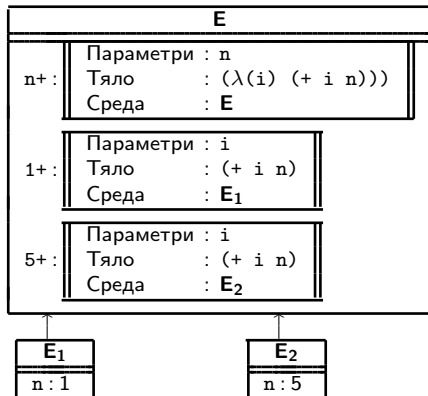 E
Параметри : n
n+ : Тяло : (λ(i) (+ i n)))
Среда : E
Параметри : i
1+ : Тяло : (+ i n)
Среда : E₁
Параметри : i
5+ : Тяло : (+ i n)
Среда : E₂
E₁ E₂
n : 1 n : 5